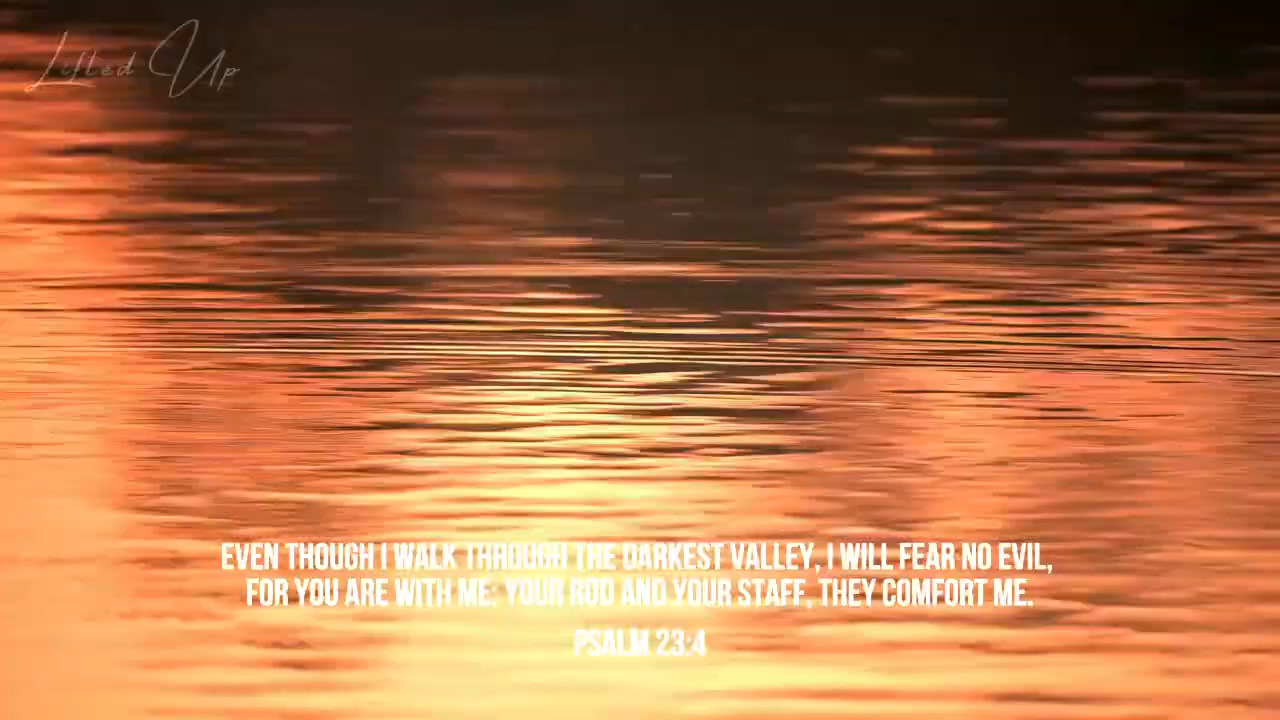 Lifted Up
EVEN THOUGH I WALK THROUGH THE DARKEST VALLEY, I WILL FEAR NO EVIL,
FOR YOU ARE WITH ME; YOUR ROD AND YOUR STAFF, THEY COMFORT ME.
PSALM 23:4